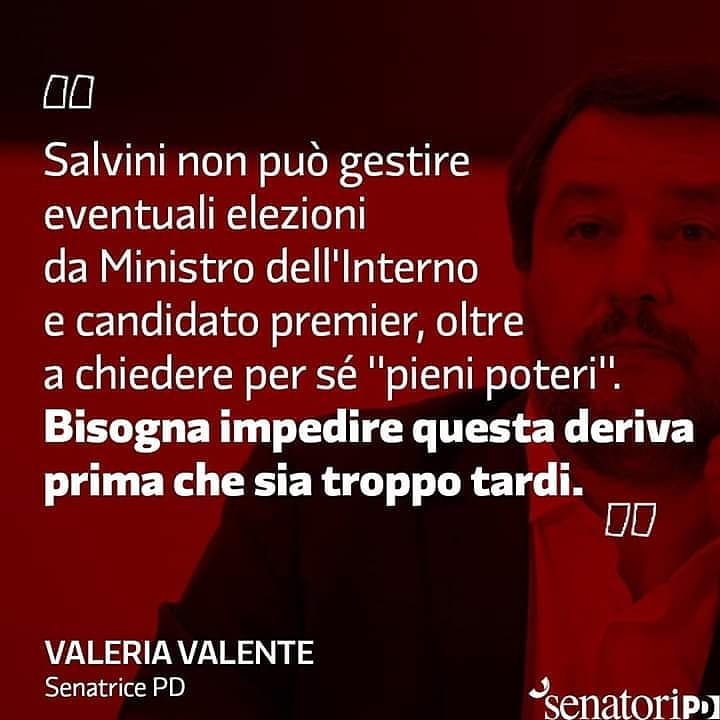 Salvini non può gestire
eventuali elezioni
da Ministro dell'Interno
e candidato premier, oltre
a chiedere per sé "pieni poteri".
Bisogna impedire questa deriva
prima che sia troppo tardi.
VALERIA VALENTE
Senatrice PD
senatoriPD